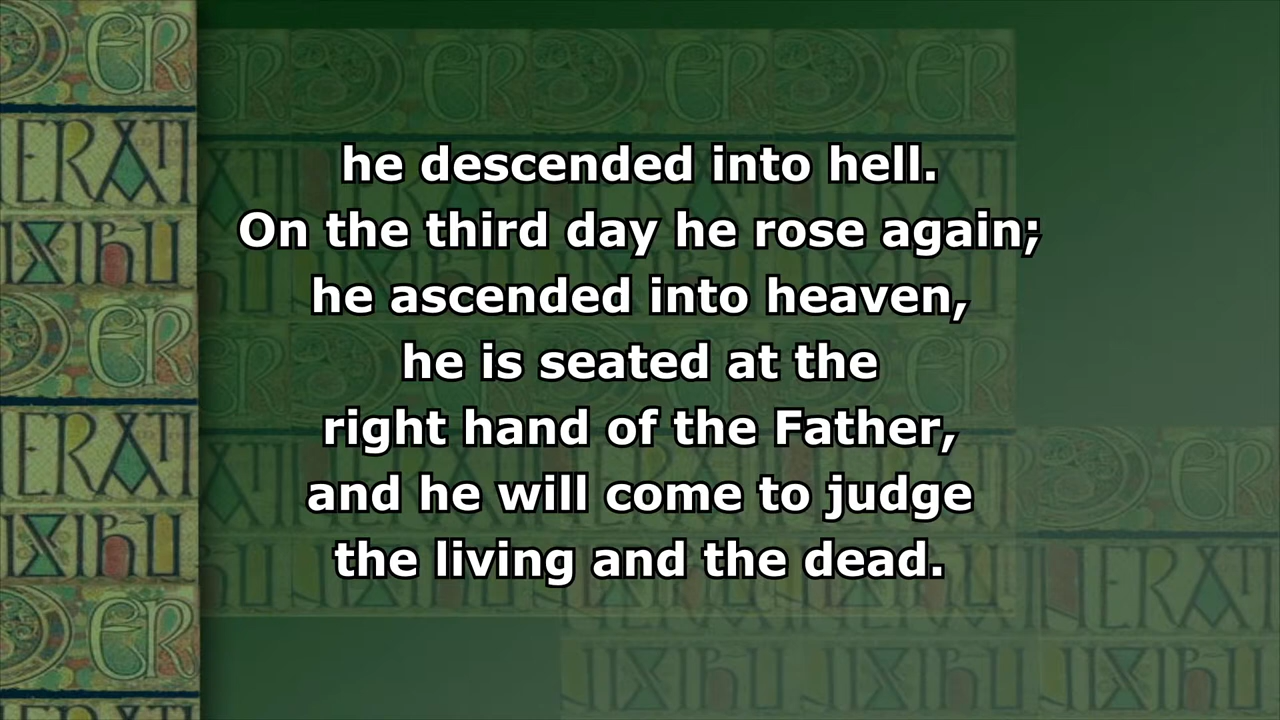 he descended into hell.
On the third day he rose again;
he ascended into heaven,
he is seated at the
right hand of the Father,
and he will come to judge
the living and the dead.